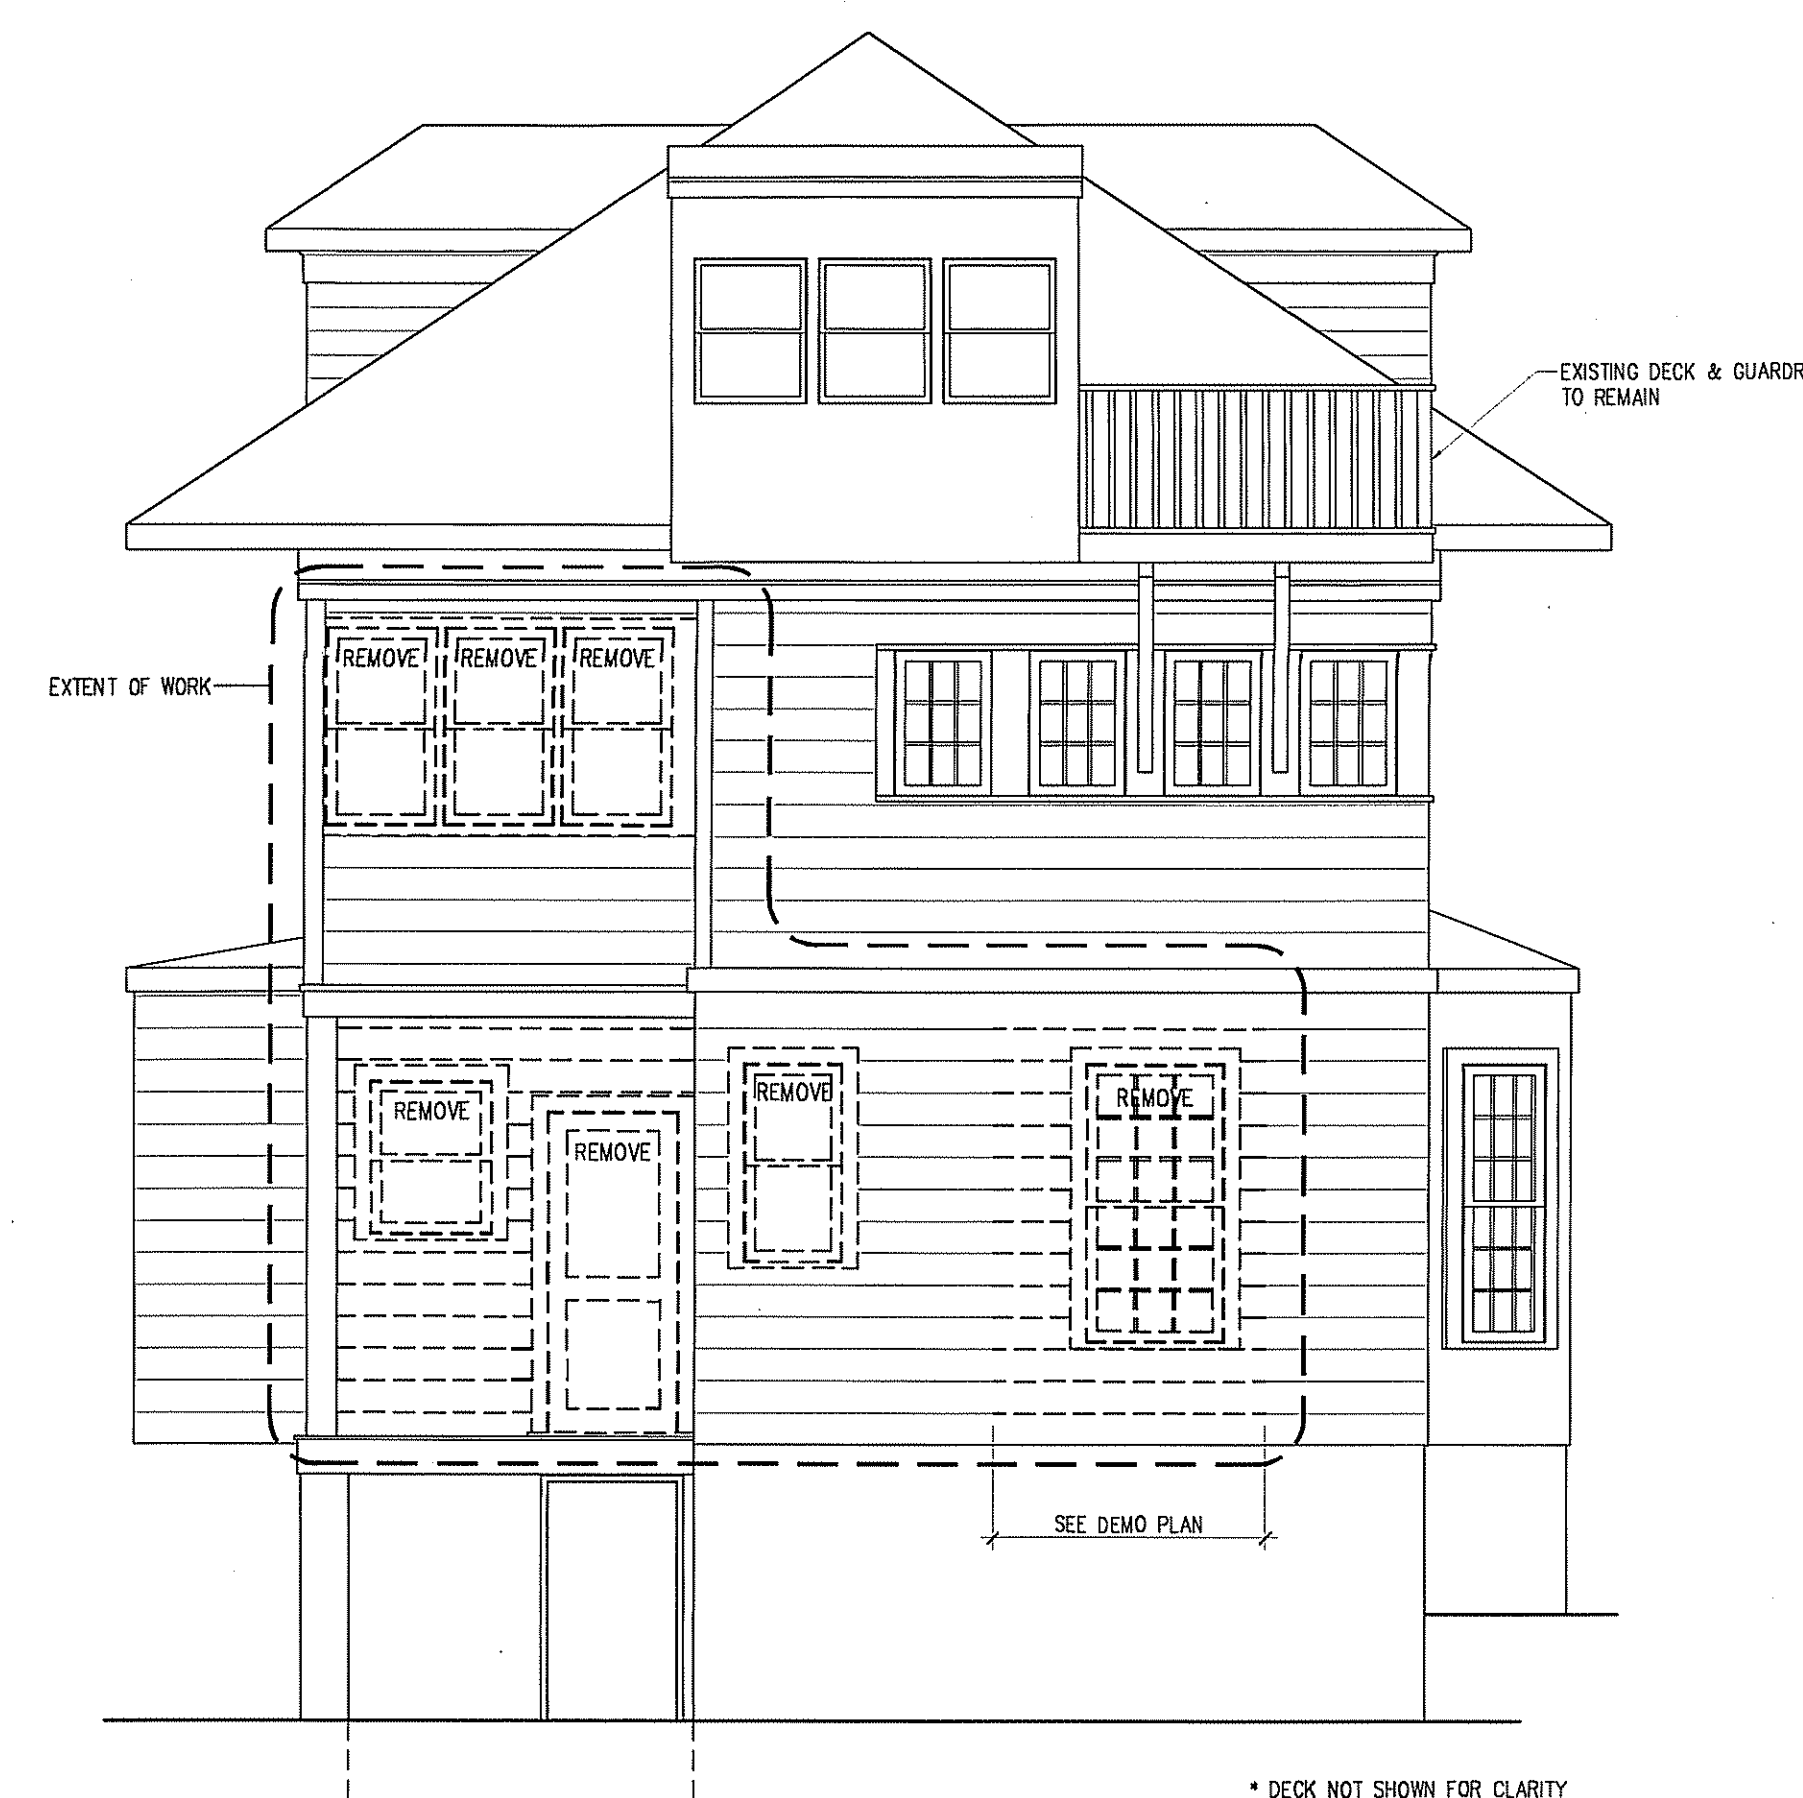 EXISTING DECK & GUARDR
TO REMAIN
REMOVE REMOVE REMOVE
EXTENT OF WORK
REMOVE
REMOVE
REMOVE
REMOVE
SEE DEMO PLAN
* DECK NOT SHOWN FOR CLARITY